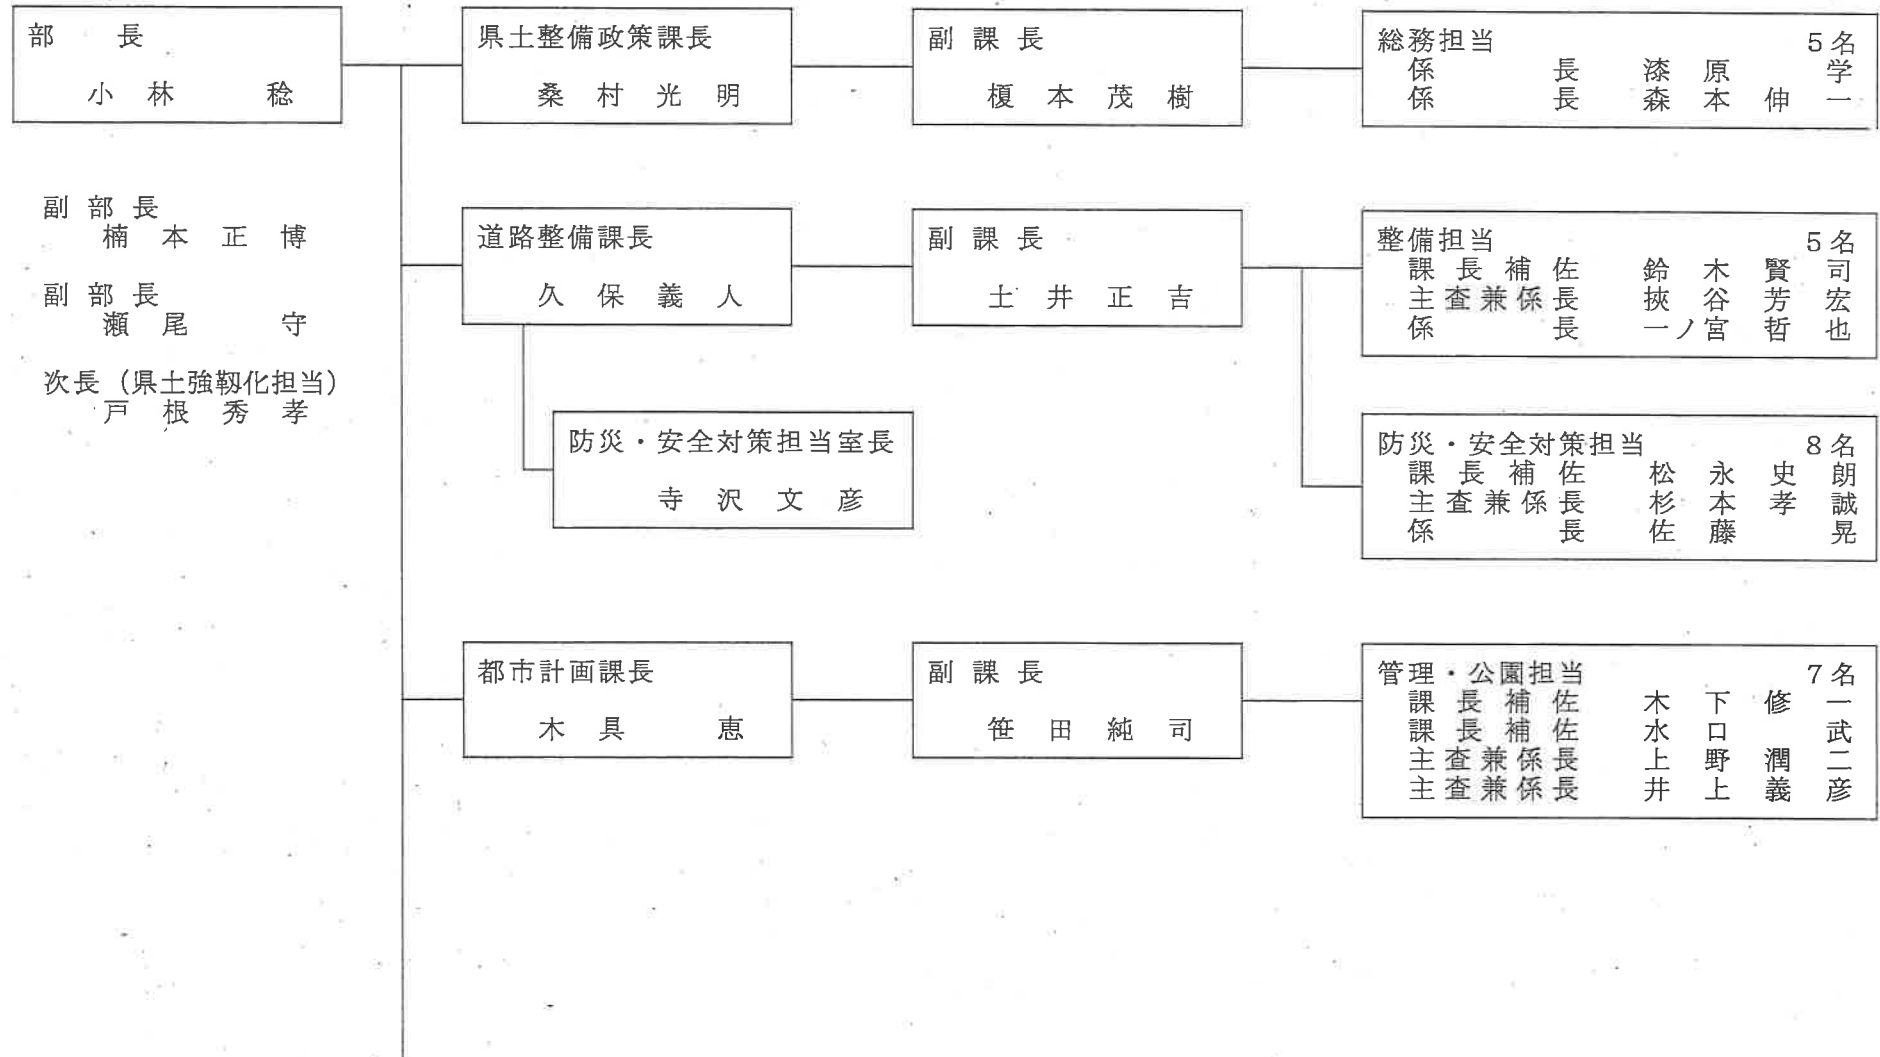 部長
小林 稔
副部長
楠本正博
副部長
瀬尾 守
次長（県土強靱化担当）
戸根秀孝
県土整備政策課長
桑村光明
副課長
榎本茂樹
総務担当 5名
係長 漆原 学
係長 森本伸一
道路整備課長
久保義人
副課長
土井正吉
整備担当 5名
課長補佐 鈴木賢司
主査兼係長 挾谷芳宏
係長 一ノ宮哲也
防災・安全対策担当室長
寺沢文彦
防災・安全対策担当 8名
課長補佐 松永史朗
主査兼係長 杉本孝誠
係長 佐藤 晃
都市計画課長
木具 恵
副課長
笹田純司
管理・公園担当 7名
課長補佐 木下修一
課長補佐 水口 武
主査兼係長 上野潤二
主査兼係長 井上義彦